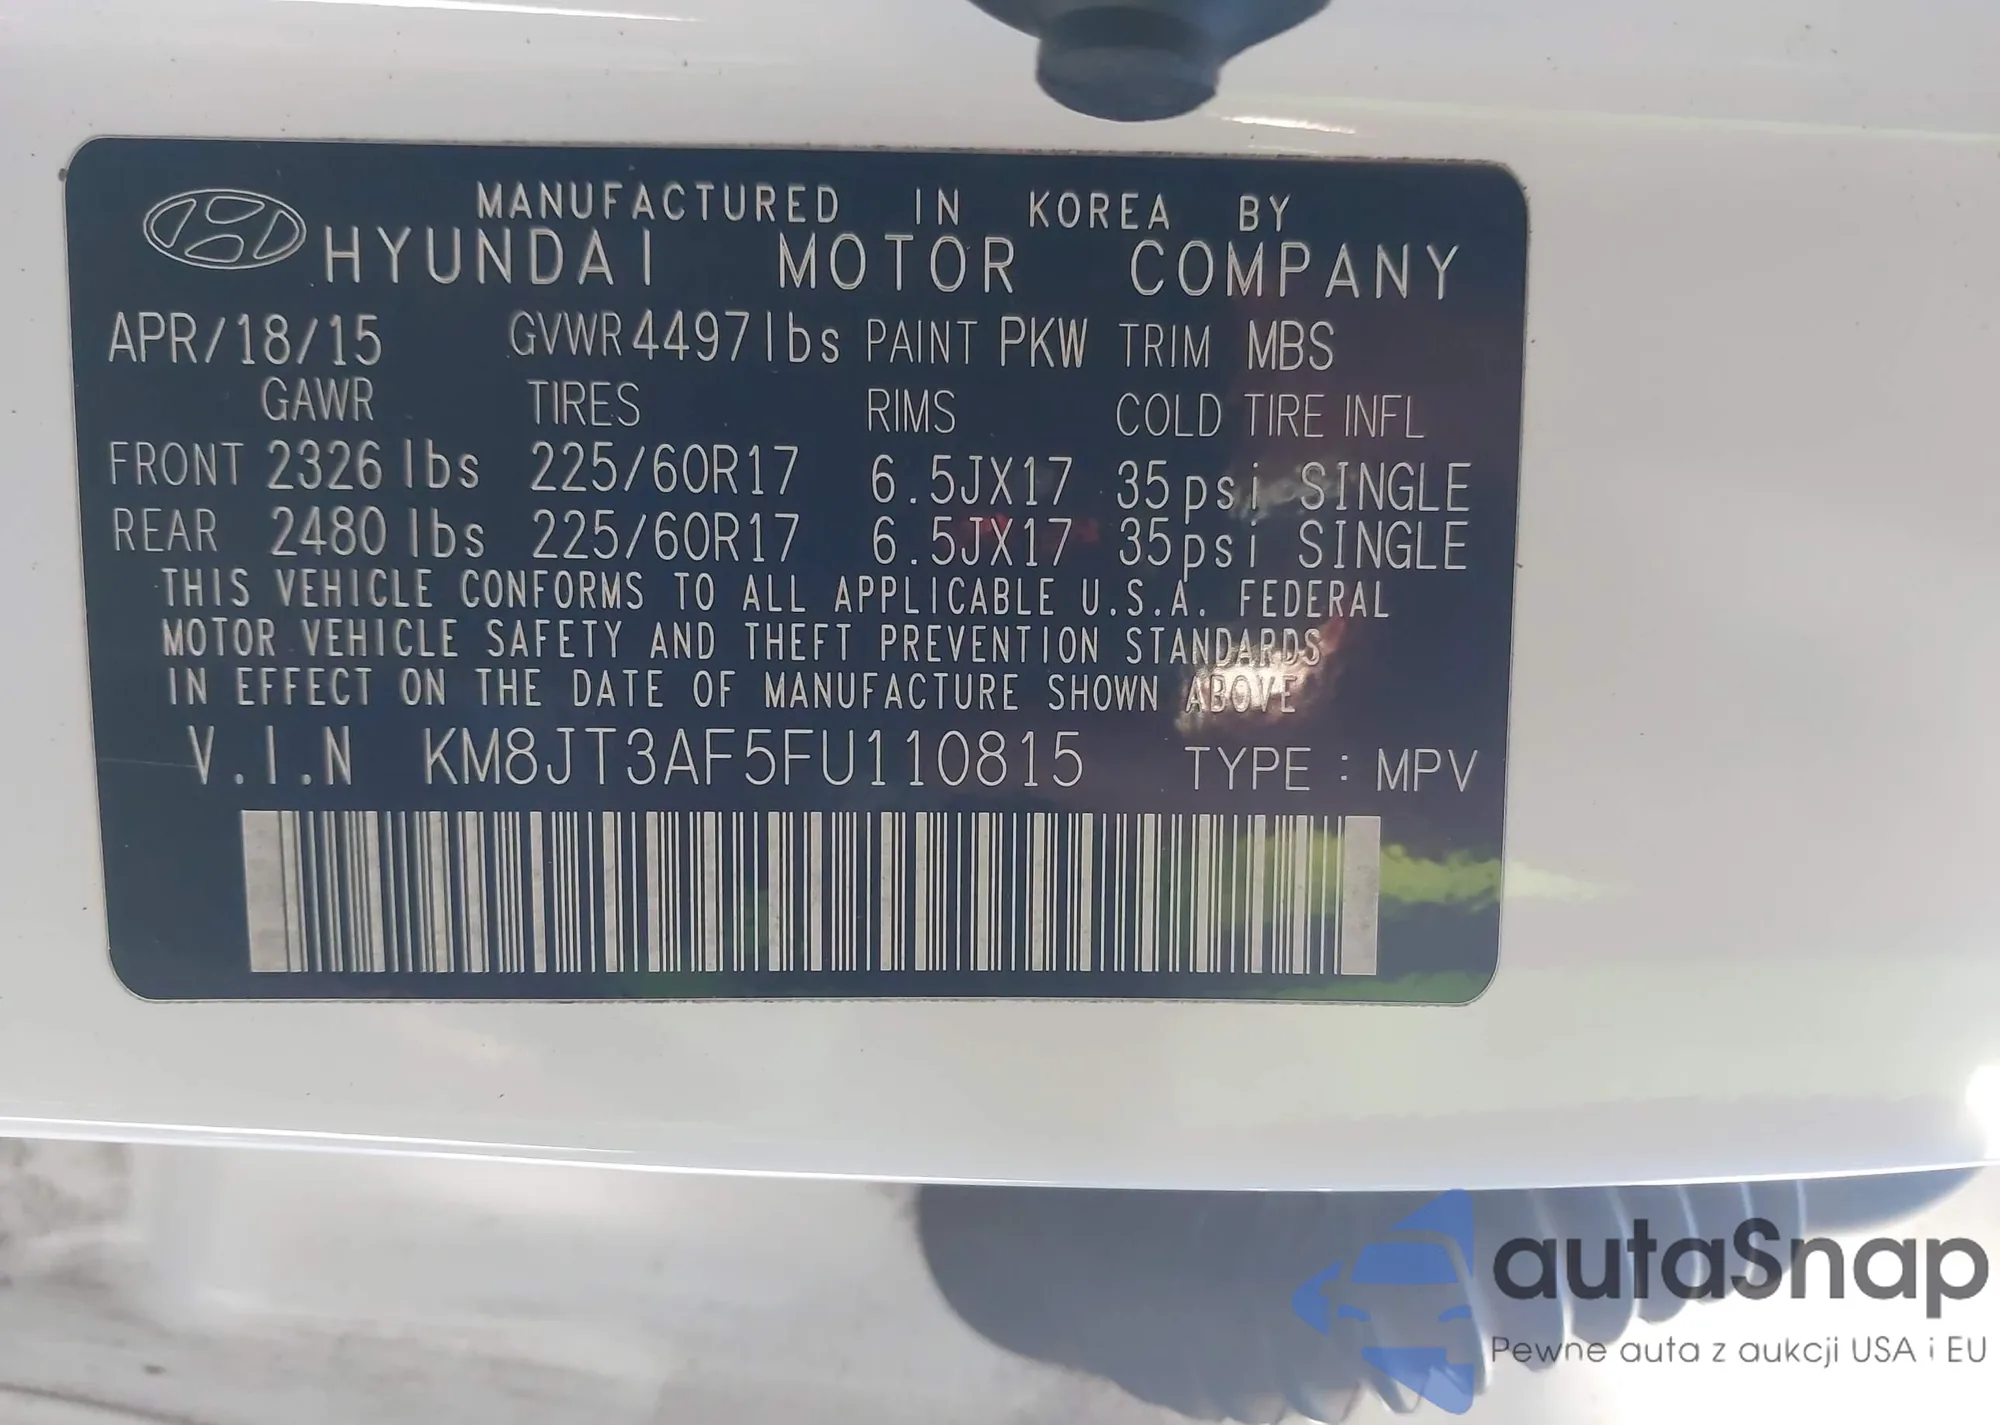 MANUFACTURED IN KOREA BY
HYUNDAI MOTOR COMPANY
APR/18/15 GVWR 4497lbs PAINT PKW TRIM MBS
GAWR TIRES RIMS COLD TIRE INFL
FRONT 2326 lbs 225/60R17 6.5JX17 35psi SINGLE
REAR 2480 lbs 225/60R17 6.5JX17 35psi SINGLE
THIS VEHICLE CONFORMS TO ALL APPLICABLE U.S.A. FEDERAL
MOTOR VEHICLE SAFETY AND THEFT PREVENTION STANDARDS
IN EFFECT ON THE DATE OF MANUFACTURE SHOWN ABOVE
V.I.N KM8JT3AF5FU110815 TYPE : MPV
autaSnap
Pewne auta z aukcji USA i EU